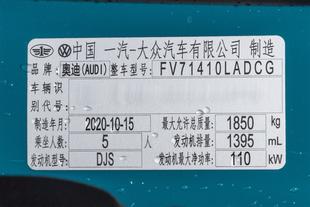 中国 一汽-大众汽车有限公司 制造
品牌: 奥迪(AUDI) 整车型号: FV71410LADCG
车辆识别代号:
制造年月: 2020-10-15 最大允许总质量: 1850 kg
乘坐人数: 5 人 发动机排量: 1395 mL
发动机型号: DJS 发动机最大净功率: 110 kW